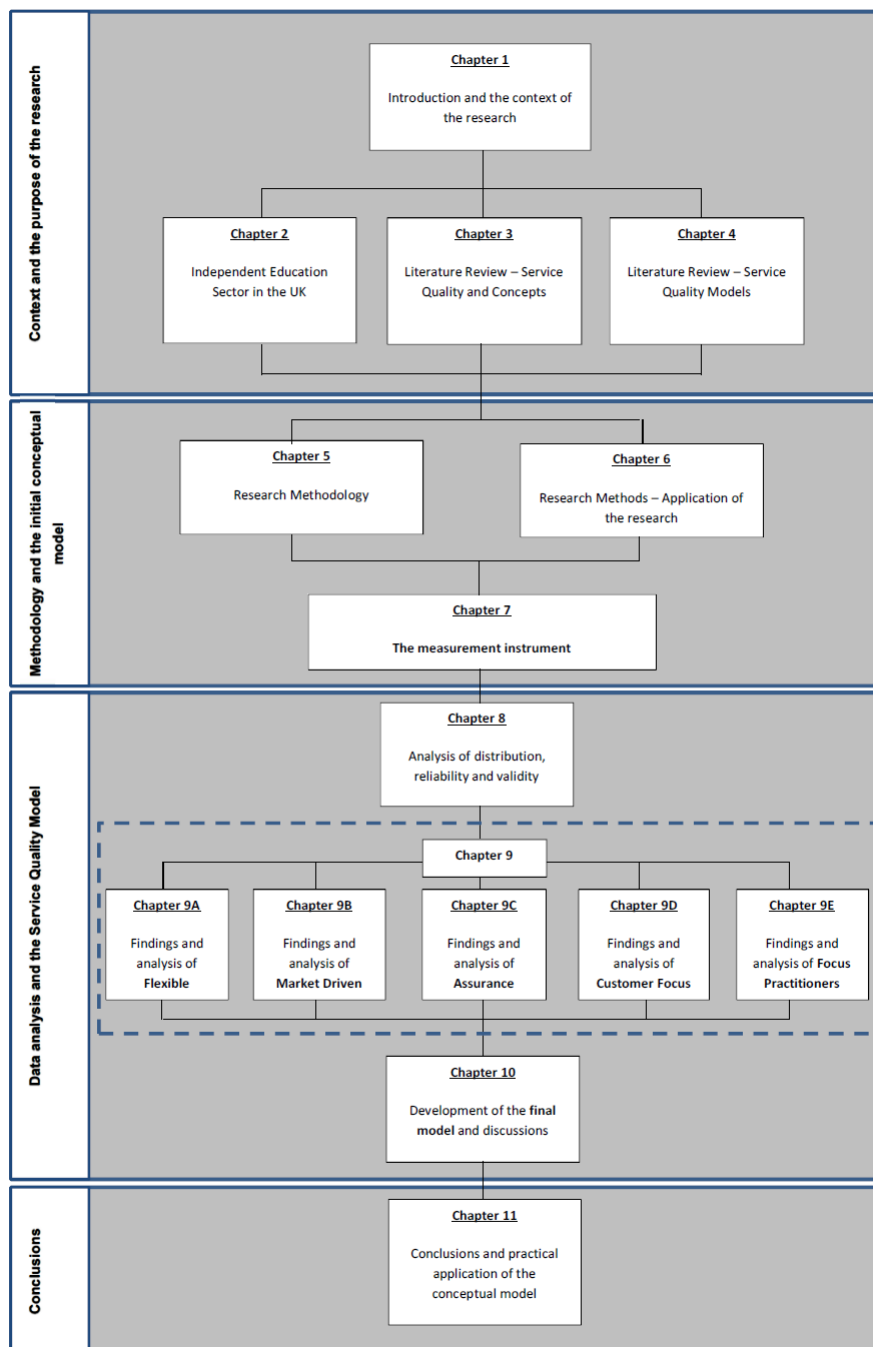 Context and the purpose of the research
Chapter 1
Introduction and the context of
the research
Chapter 2
Independent Education
Sector in the UK
Chapter 3
Literature Review – Service
Quality and Concepts
Chapter 4
Literature Review – Service
Quality Models
Methodology and the initial conceptual
model
Chapter 5
Research Methodology
Chapter 6
Research Methods – Application of
the research
Chapter 7
The measurement instrument
Data analysis and the Service Quality Model
Chapter 8
Analysis of distribution,
reliability and validity
Chapter 9
Chapter 9A
Findings and
analysis of
Flexible
Chapter 9B
Findings and
analysis of
Market Driven
Chapter 9C
Findings and
analysis of
Assurance
Chapter 9D
Findings and
analysis of
Customer Focus
Chapter 9E
Findings and
analysis of Focus
Practitioners
Chapter 10
Development of the final
model and discussions
Conclusions
Chapter 11
Conclusions and practical
application of the
conceptual model